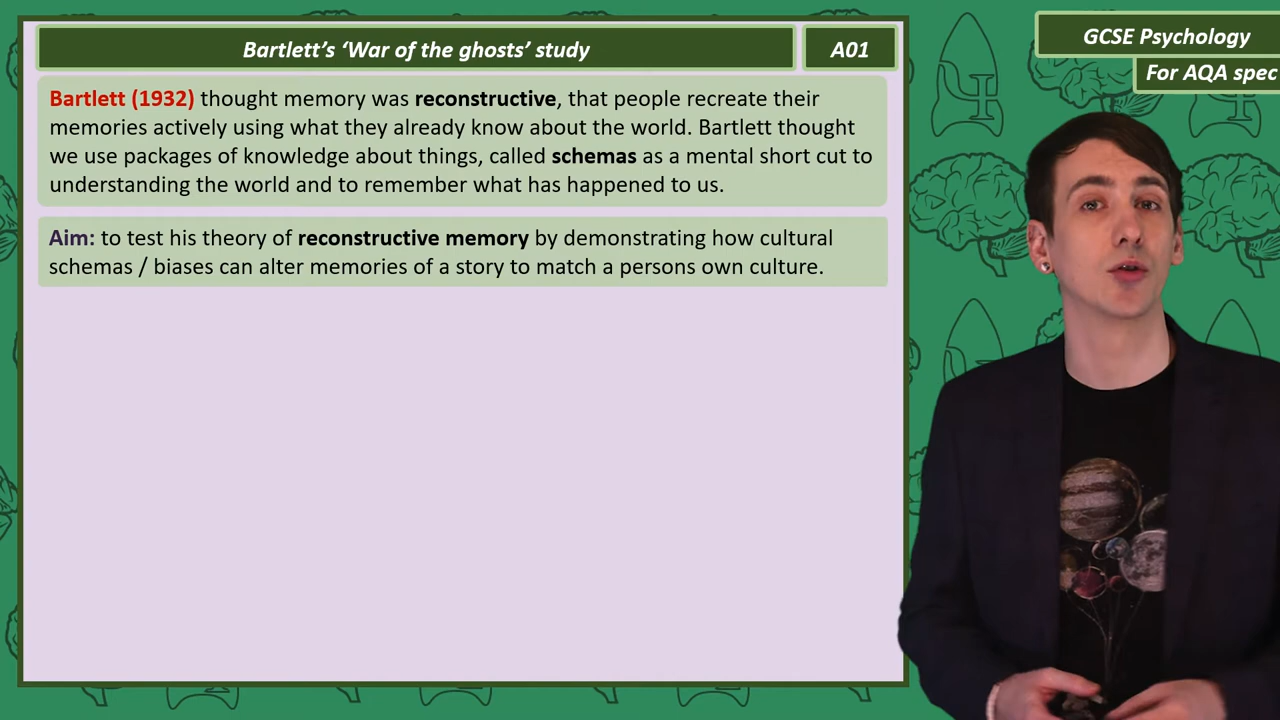 Bartlett’s ‘War of the ghosts’ study
A01
GCSE Psychology
For AQA spec
Bartlett (1932) thought memory was reconstructive, that people recreate their
memories actively using what they already know about the world. Bartlett thought
we use packages of knowledge about things, called schemas as a mental short cut to
understanding the world and to remember what has happened to us.
Aim: to test his theory of reconstructive memory by demonstrating how cultural
schemas / biases can alter memories of a story to match a persons own culture.